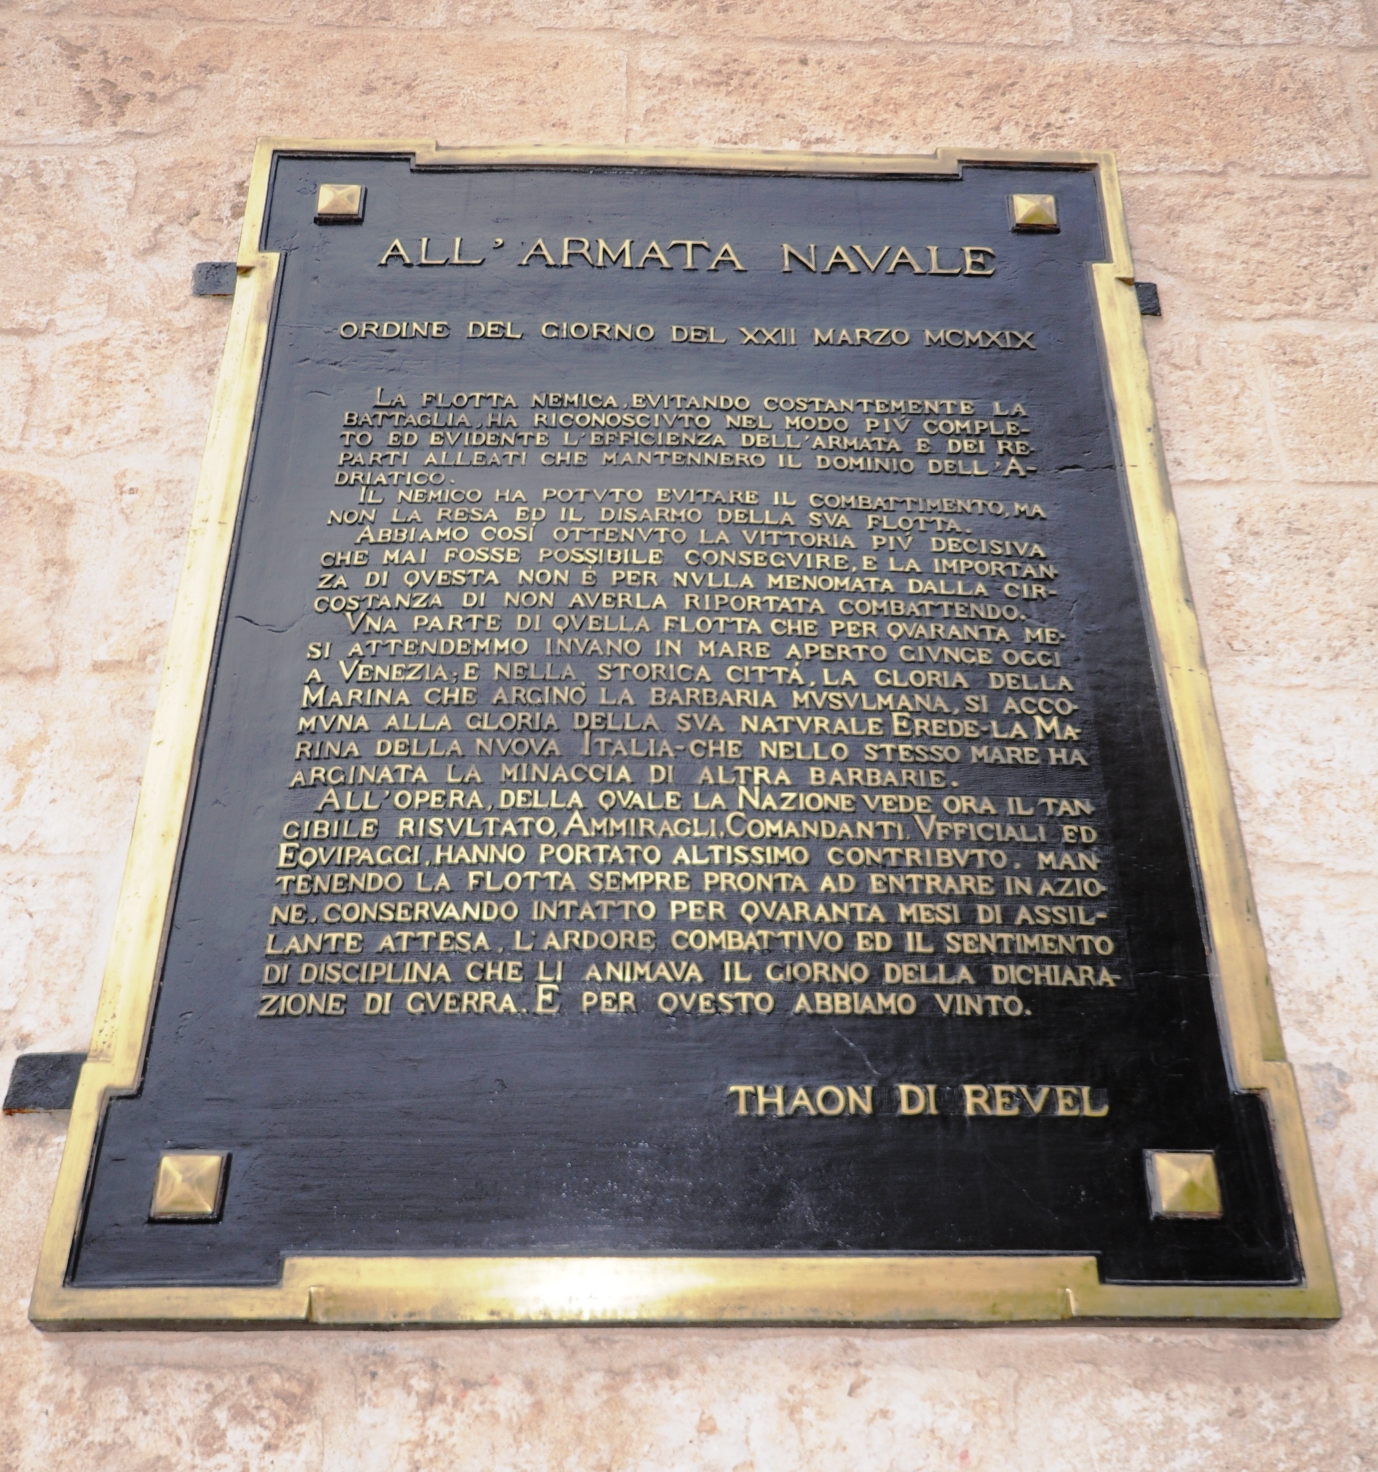 ALL'ARMATA NAVALE
ORDINE DEL GIORNO DEL XXII MARZO MCMXIX
LA FLOTTA NEMICA, EVITANDO COSTANTEMENTE LA
BATTAGLIA, HA RICONOSCIVTO NEL MODO PIV COMPLE-
TO ED EVIDENTE L'EFFICIENZA DELL'ARMATA E DEI RE-
PARTI ALLEATI CHE MANTENNERO IL DOMINIO DELL'A-
DRIATICO.
IL NEMICO HA POTVTO EVITARE IL COMBATTIMENTO, MA
NON LA RESA ED IL DISARMO DELLA SVA FLOTTA.
ABBIAMO COSÍ OTTENVTO LA VITTORIA PIÚ DECISIVA
CHE MAI FOSSE POSSIBILE CONSEGVIRE, E LA IMPORTAN-
ZA DI QVESTA NON É PER NVLLA MENOMATA DALLA CIR-
COSTANZA DI NON AVERLA RIPORTATA COMBATTENDO.
VNA PARTE DI QVELLA FLOTTA CHE PER QVARANTA ME-
SI ATTENDEMMO INVANO IN MARE APERTO GIVNGE OGGI
A VENEZIA; E NELLA STORICA CITTÁ, LA GLORIA DELLA
MARINA CHE ARGINÓ LA BARBARIA MVSVLMANA, SI ACCO-
MVNA ALLA GLORIA DELLA SVA NATVRALE EREDE-LA MA-
RINA DELLA NVOVA ITALIA-CHE NELLO STESSO MARE HA
ARGINATA LA MINACCIA DI ALTRA BARBARIE.
ALL'OPERA, DELLA QVALE LA NAZIONE VEDE ORA IL TAN-
GIBILE RISVLTATO, AMMIRAGLI, COMANDANTI, VFFICIALI ED
EQVIPAGGI, HANNO PORTATO ALTISSIMO CONTRIBVTO, MAN-
TENENDO LA FLOTTA SEMPRE PRONTA AD ENTRARE IN AZIO-
NE, CONSERVANDO INTATTO PER QVARANTA MESI DI ASSIL-
LANTE ATTESA, L'ARDORE COMBATTIVO ED IL SENTIMENTO
DI DISCIPLINA CHE LI ANIMAVA IL GIORNO DELLA DICHIARA-
ZIONE DI GVERRA. E PER QVESTO ABBIAMO VINTO.
THAON DI REVEL